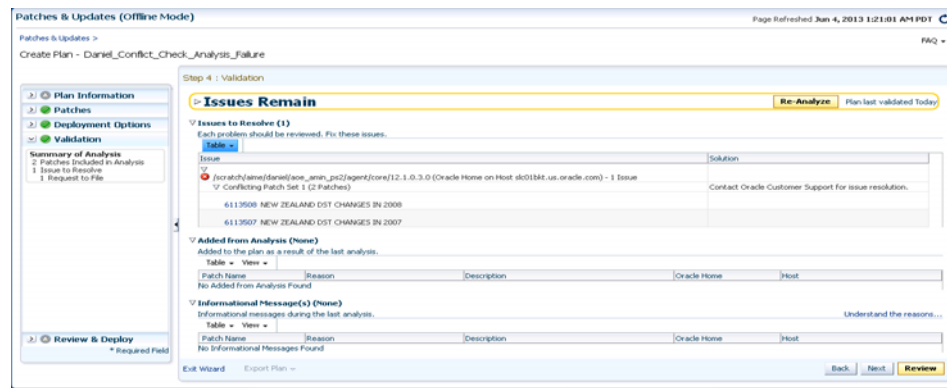 Patches & Updates (Offline Mode)
Page Refreshed Jun 4, 2013 1:21:01 AM PDT
Patches & Updates >
FAQ
Create Plan - Daniel_Conflict_Check_Analysis_Failure
Plan Information
Patches
Deployment Options
Validation
Summary of Analysis
2 Patches Included in Analysis
1 Issue to Resolve
1 Request to File
Review & Deploy
* Required Field
Step 4 : Validation
Issues Remain
Re-Analyze
Plan last validated Today
Issues to Resolve (1)
Each problem should be reviewed. Fix these issues.
Table
Issue Solution
/scratch/aime/daniel/aoe_amin_ps2/agent/core/12.1.0.3.0 (Oracle Home on Host slc01bkt.us.oracle.com) - 1 Issue
Conflicting Patch Set 1 (2 Patches) Contact Oracle Customer Support for issue resolution.
6113508 NEW ZEALAND DST CHANGES IN 2008
6113507 NEW ZEALAND DST CHANGES IN 2007
Added from Analysis (None)
Added to the plan as a result of the last analysis.
Table View
Patch Name Reason Description Oracle Home Host
No Added from Analysis Found
Informational Message(s) (None)
Informational messages during the last analysis. Understand the reasons...
Table View
Patch Name Reason Description Oracle Home Host
No Informational Messages Found
Exit Wizard Export Plan Back Next Review